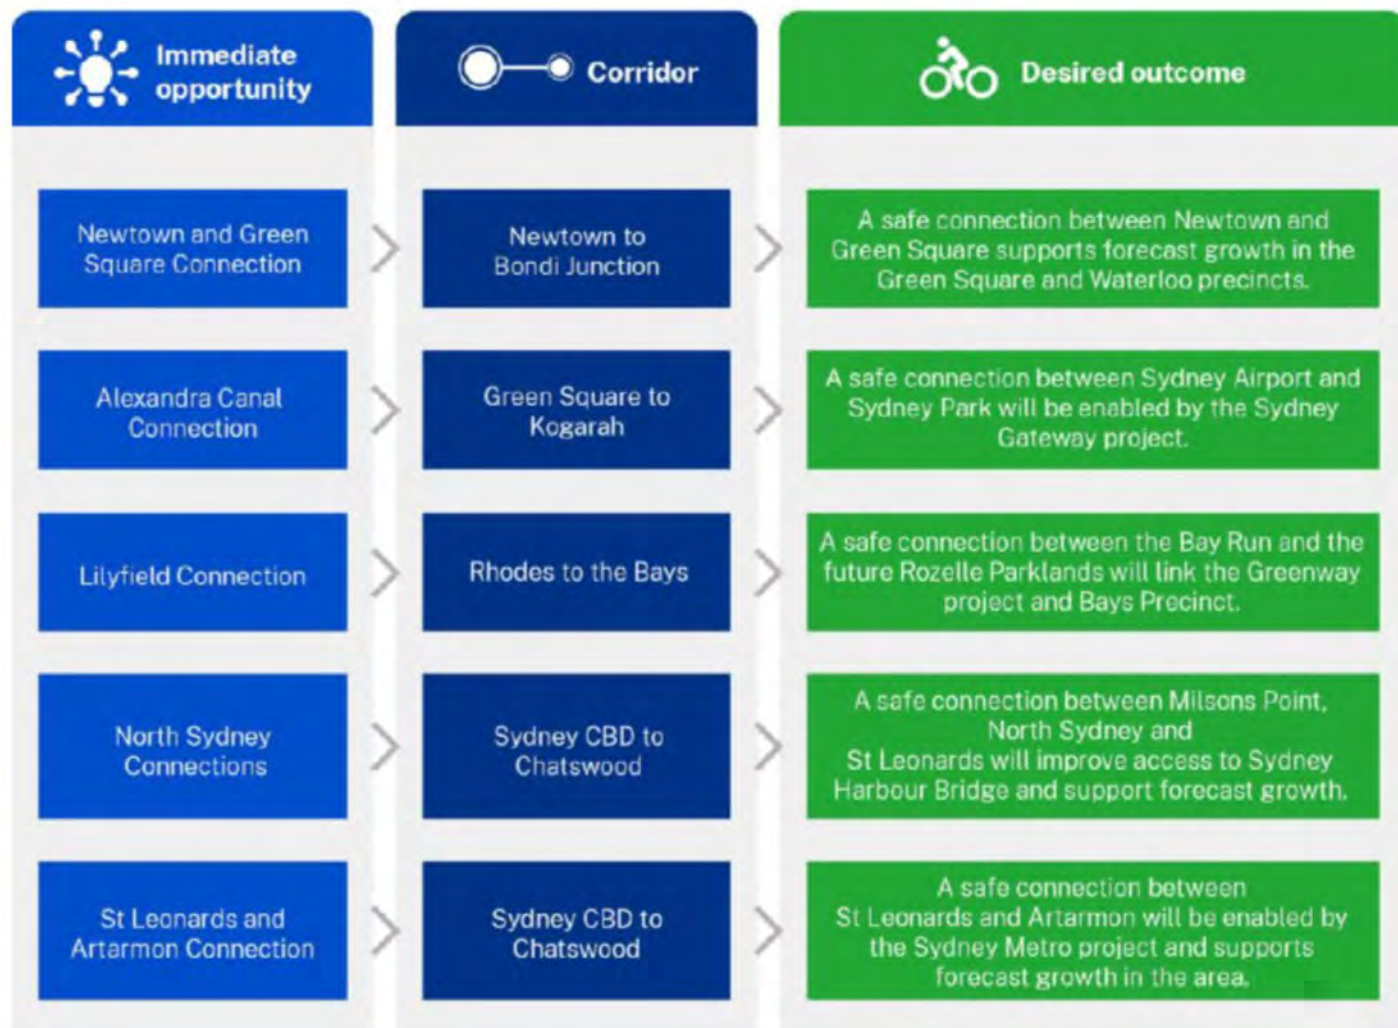 Immediate
opportunity
Corridor
Desired outcome
Newtown and Green
Square Connection
Newtown to
Bondi Junction
A safe connection between Newtown and
Green Square supports forecast growth in the
Green Square and Waterloo precincts.
Alexandra Canal
Connection
Green Square to
Kogarah
A safe connection between Sydney Airport and
Sydney Park will be enabled by the Sydney
Gateway project.
Lilyfield Connection
Rhodes to the Bays
A safe connection between the Bay Run and the
future Rozelle Parklands will link the Greenway
project and Bays Precinct.
North Sydney
Connections
Sydney CBD to
Chatswood
A safe connection between Milsons Point,
North Sydney and
St Leonards will improve access to Sydney
Harbour Bridge and support forecast growth.
St Leonards and
Artarmon Connection
Sydney CBD to
Chatswood
A safe connection between
St Leonards and Artarmon will be enabled by
the Sydney Metro project and supports
forecast growth in the area.